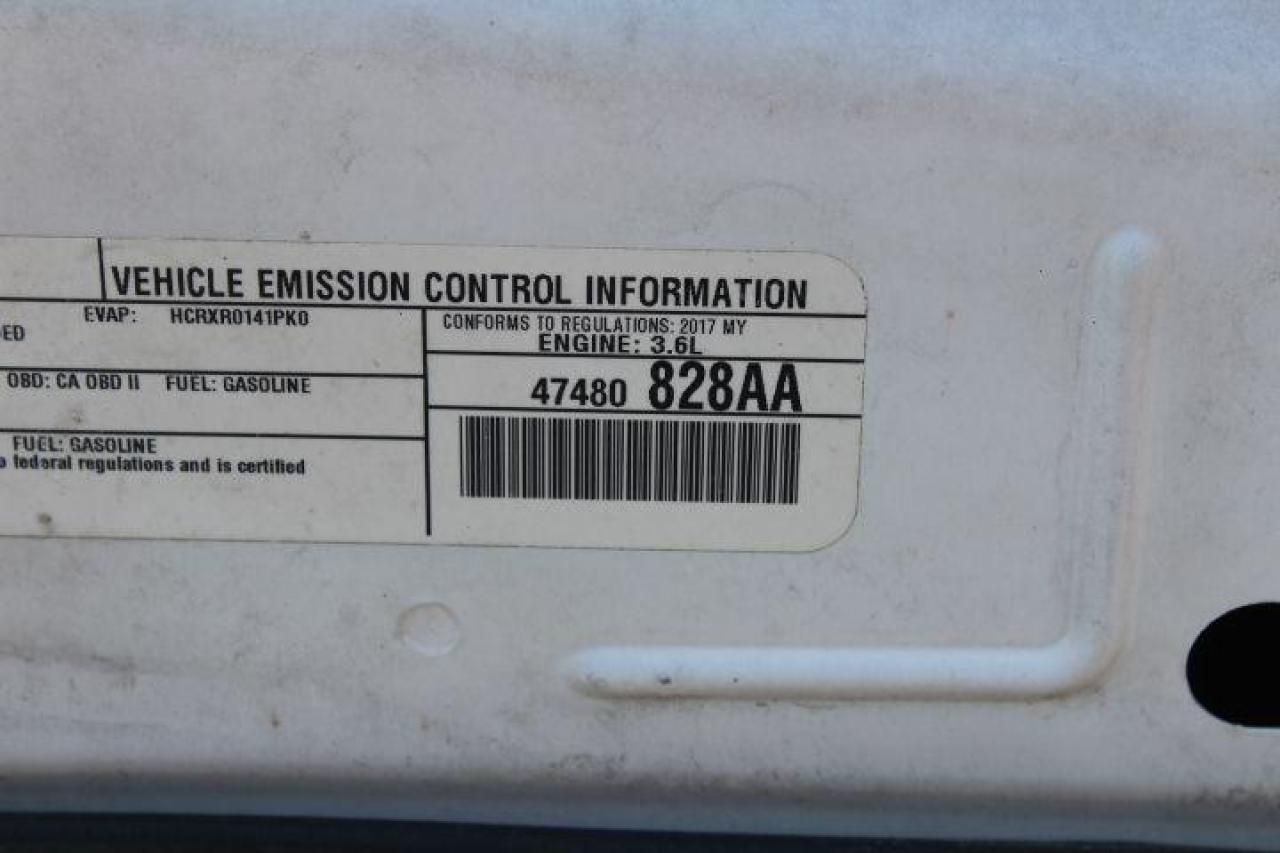 VEHICLE EMISSION CONTROL INFORMATION
EVAP: HCRXR0141PK0
CONFORMS TO REGULATIONS: 2017 MY
ENGINE: 3.6L
OBD: CA OBD II FUEL: GASOLINE
47480 828AA
FUEL: GASOLINE
federal regulations and is certified